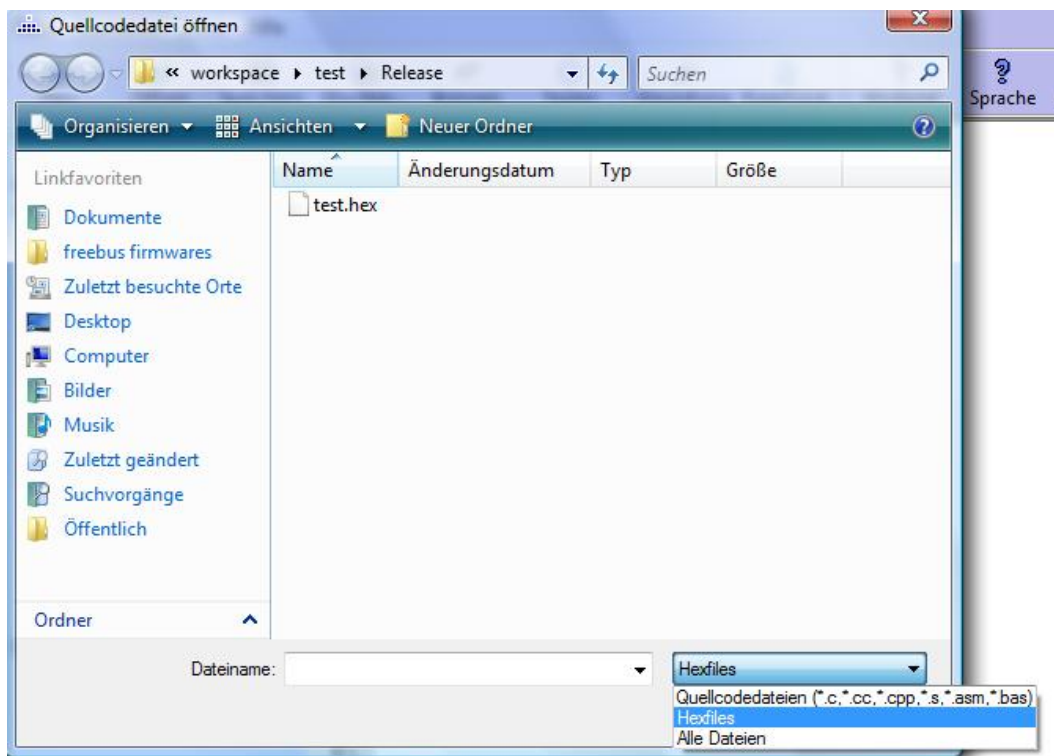 Quellcodedatei öffnen
« workspace ▸ test ▸ Release
Suchen
Sprache
Organisieren Ansichten Neuer Ordner
Linkfavoriten
Dokumente
freebus firmwares
Zuletzt besuchte Orte
Desktop
Computer
Bilder
Musik
Zuletzt geändert
Suchvorgänge
Öffentlich
Ordner
Name Änderungsdatum Typ Größe
test.hex
Dateiname:
Hexfiles
Quellcodedateien (*.c,*.cc,*.cpp,*.s,*.asm,*.bas)
Hexfiles
Alle Dateien